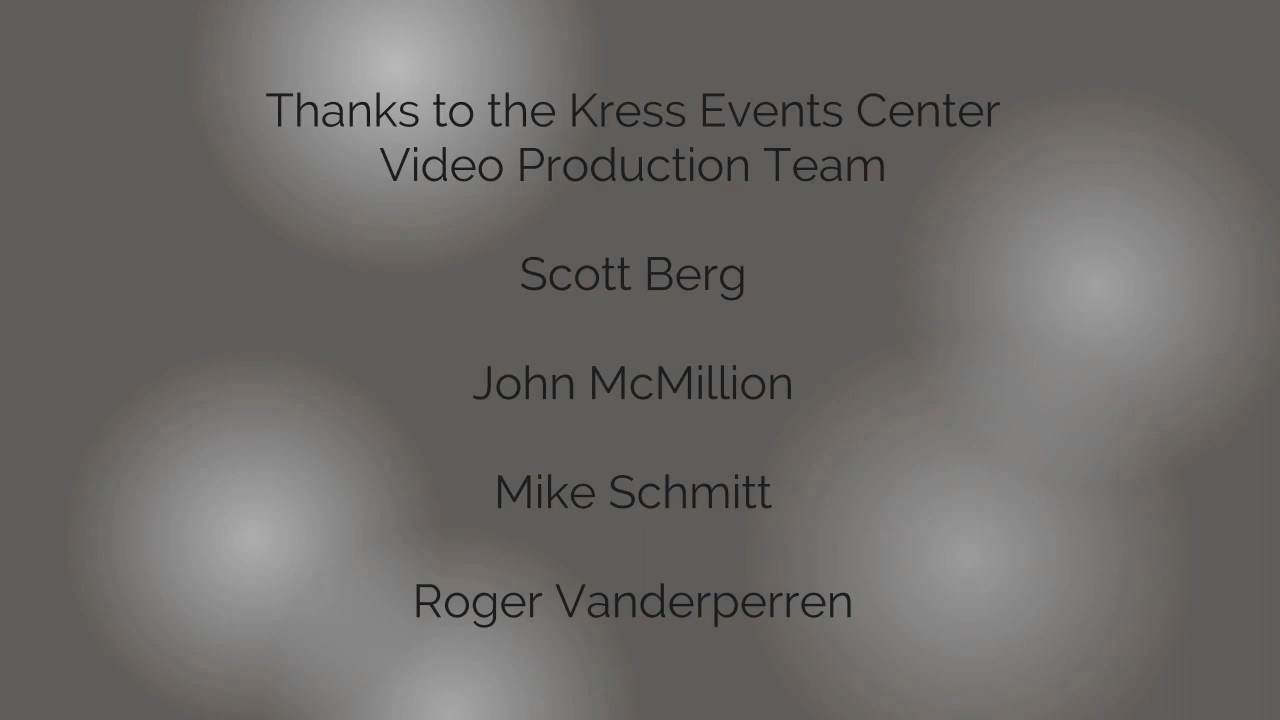 Thanks to the Kress Events Center
Video Production Team
Scott Berg
John McMillion
Mike Schmitt
Roger Vanderperren